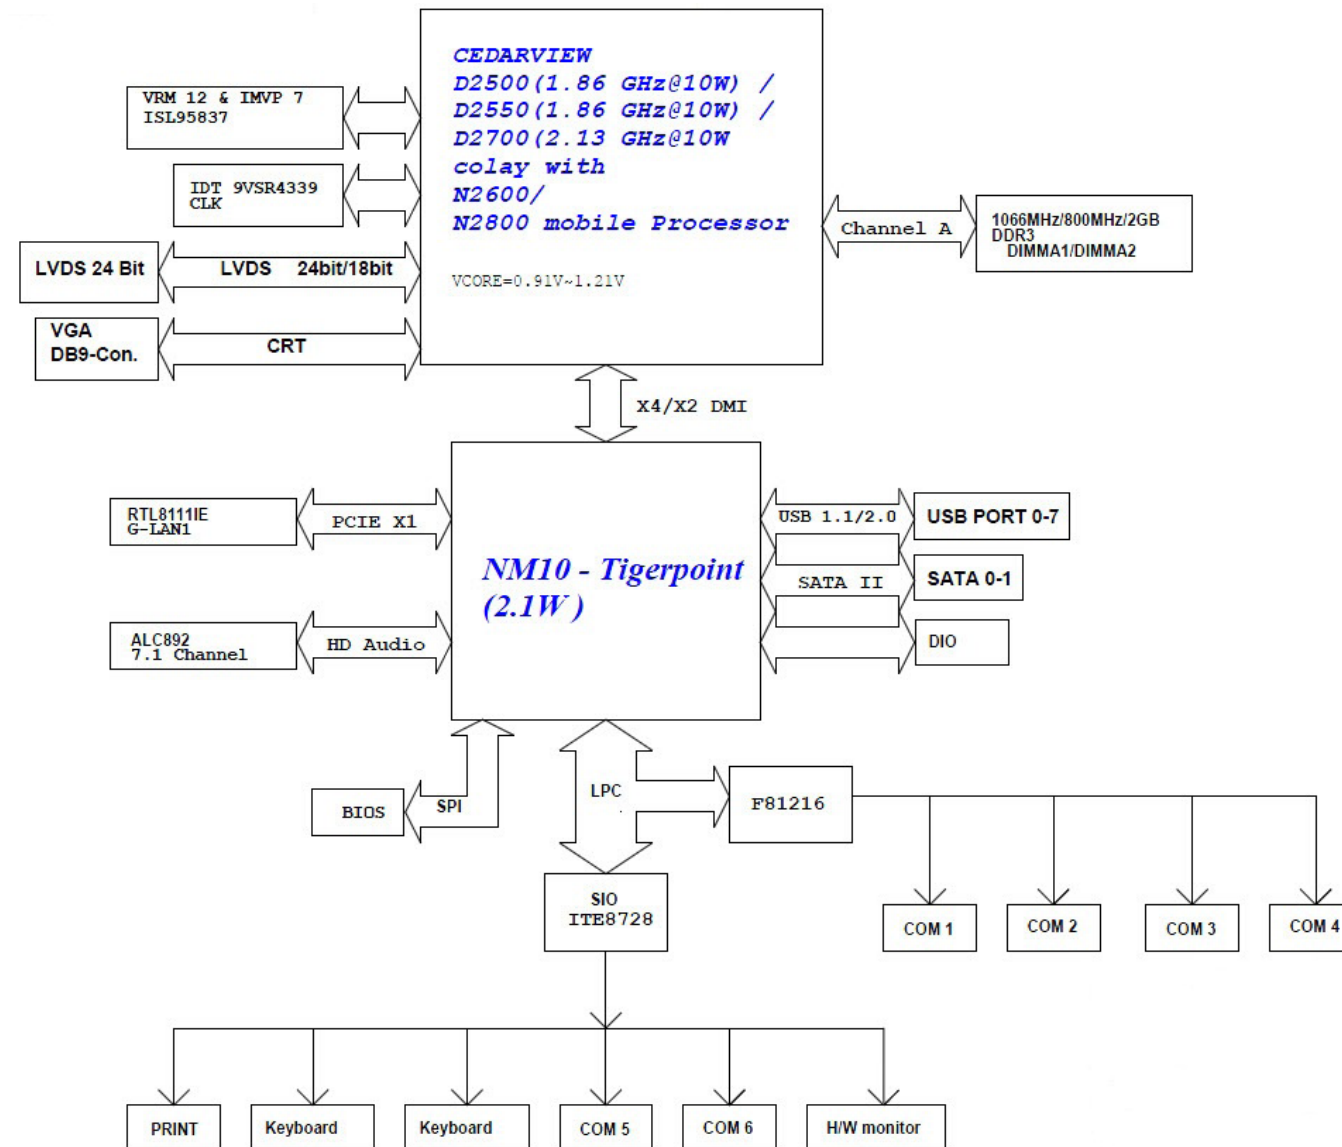 CEDARVIEW
D2500(1.86 GHz@10W) /
D2550(1.86 GHz@10W) /
D2700(2.13 GHz@10W
colay with
N2600/
N2800 mobile Processor
VCORE=0.91V~1.21V
VRM 12 & IMVP 7
ISL95837
IDT 9VSR4339
CLK
LVDS 24 Bit
LVDS 24bit/18bit
VGA
DB9-Con.
CRT
Channel A
1066MHz/800MHz/2GB
DDR3
DIMMA1/DIMMA2
X4/X2 DMI
RTL8111IE
G-LAN1
PCIE X1
NM10 - Tigerpoint
(2.1W )
USB 1.1/2.0
USB PORT 0-7
SATA II
SATA 0-1
DIO
ALC892
7.1 Channel
HD Audio
BIOS
SPI
LPC
F81216
SIO
ITE8728
COM 1
COM 2
COM 3
COM 4
PRINT
Keyboard
Keyboard
COM 5
COM 6
H/W monitor